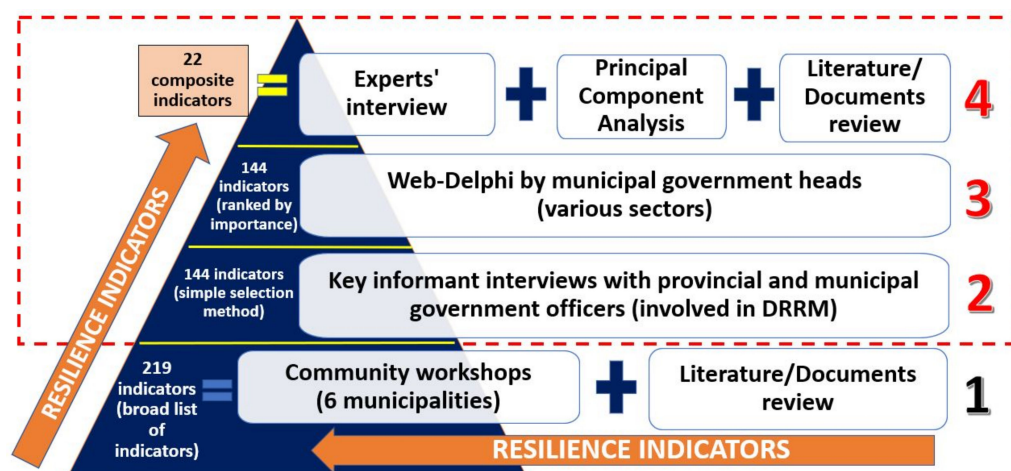 22
composite
indicators
=
Experts'
interview
+
Principal
Component
Analysis
+
Literature/
Documents
review
4
144
indicators
(ranked by
importance)
Web-Delphi by municipal government heads
(various sectors)
3
144 indicators
(simple selection
method)
Key informant interviews with provincial and municipal
government officers (involved in DRRM)
2
219
indicators
(broad list
of
indicators)
=
Community workshops
(6 municipalities)
+
Literature/Documents
review
1
RESILIENCE INDICATORS
RESILIENCE INDICATORS